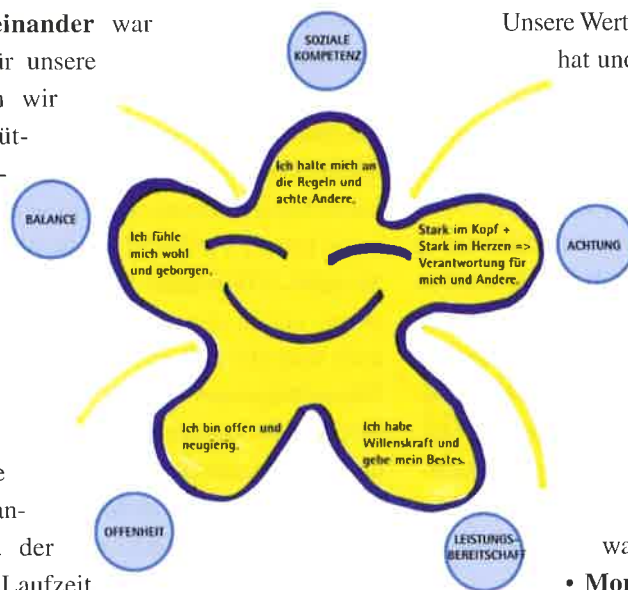 einander war
ir unsere
wir
üt-
-
SOZIALE
KOMPETENZ
Unsere Wert
hat und
Ich halte mich an
die Regeln und
achte Andere.
BALANCE
Ich fühle
mich wohl
und geborgen.
Stark im Kopf +
Stark im Herzen =>
Verantwortung für
mich und Andere.
ACHTUNG
Ich bin offen und
neugierig.
Ich habe
Willenskraft und
gebe mein Bestes.
OFFENHEIT
LEISTUNGS-
BEREITSCHAFT
e
an-
der
Laufzeit
wa
• Mor